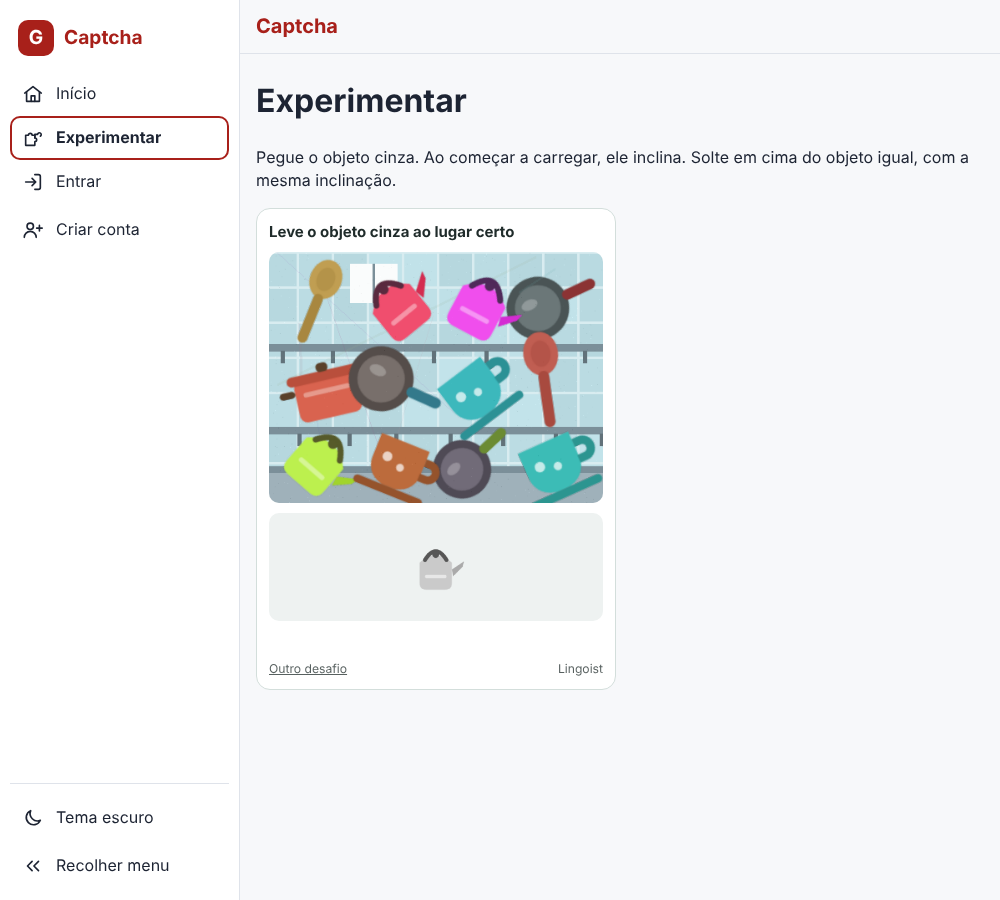 G Captcha
Início
Experimentar
Entrar
Criar conta
Tema escuro
Recolher menu
Captcha
Experimentar
Pegue o objeto cinza. Ao começar a carregar, ele inclina. Solte em cima do objeto igual, com a
mesma inclinação.
Leve o objeto cinza ao lugar certo
Outro desafio
Lingoist